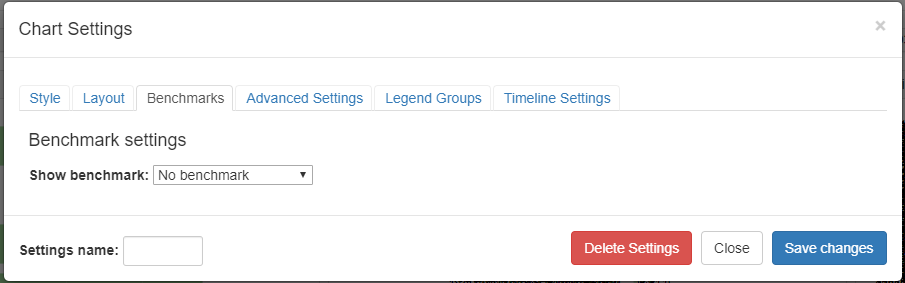 Chart Settings ×
Style Layout Benchmarks Advanced Settings Legend Groups Timeline Settings
Benchmark settings
Show benchmark: No benchmark
Settings name: Delete Settings Close Save changes